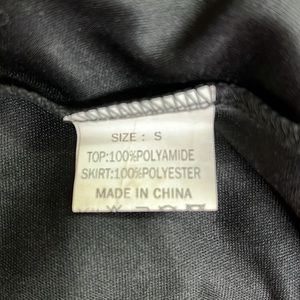 SIZE: S
TOP:100%POLYAMIDE
SKIRT:100%POLYESTER
MADE IN CHINA